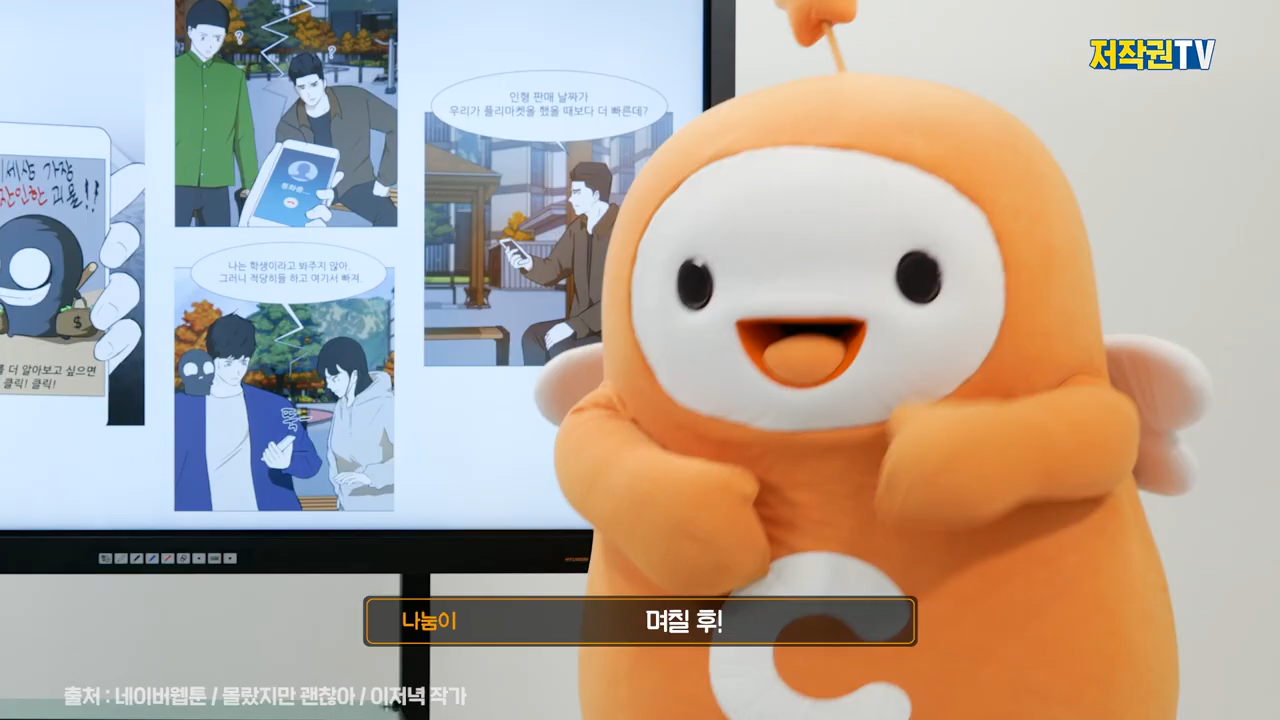 저작권TV
인형 판매 날짜가
우리가 플리마켓을 했을 때보다 더 빠른데?
?
?
통화중...
세상 가장
잔인한 괴물!!
$
를 더 알아보고 싶으면
클릭! 클릭!
나는 학생이라고 봐주지 않아
그러니 적당히들 하고 여기서 빠져.
HYUNDAI
나눔이
며칠 후!
C
출처 : 네이버웹툰 / 몰랐지만 괜찮아 / 이저녁 작가